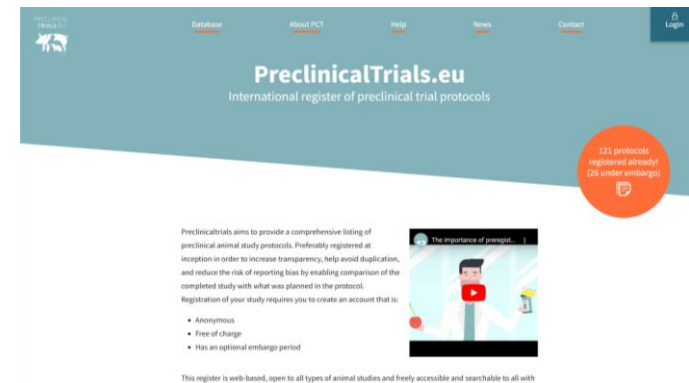 PRECLINICAL
TRIALS.EU
Database
About PCT
Help
News
Contact
Login
PreclinicalTrials.eu
International register of preclinical trial protocols
121 protocols
registered already!
(26 under embargo)
Preclinicaltrials aims to provide a comprehensive listing of
preclinical animal study protocols. Preferably registered at
inception in order to increase transparency, help avoid duplication,
and reduce the risk of reporting bias by enabling comparison of the
completed study with what was planned in the protocol.
Registration of your study requires you to create an account that is:
• Anonymous
• Free of charge
• Has an optional embargo period
The importance of preregist...
This register is web-based, open to all types of animal studies and freely accessible and searchable to all with